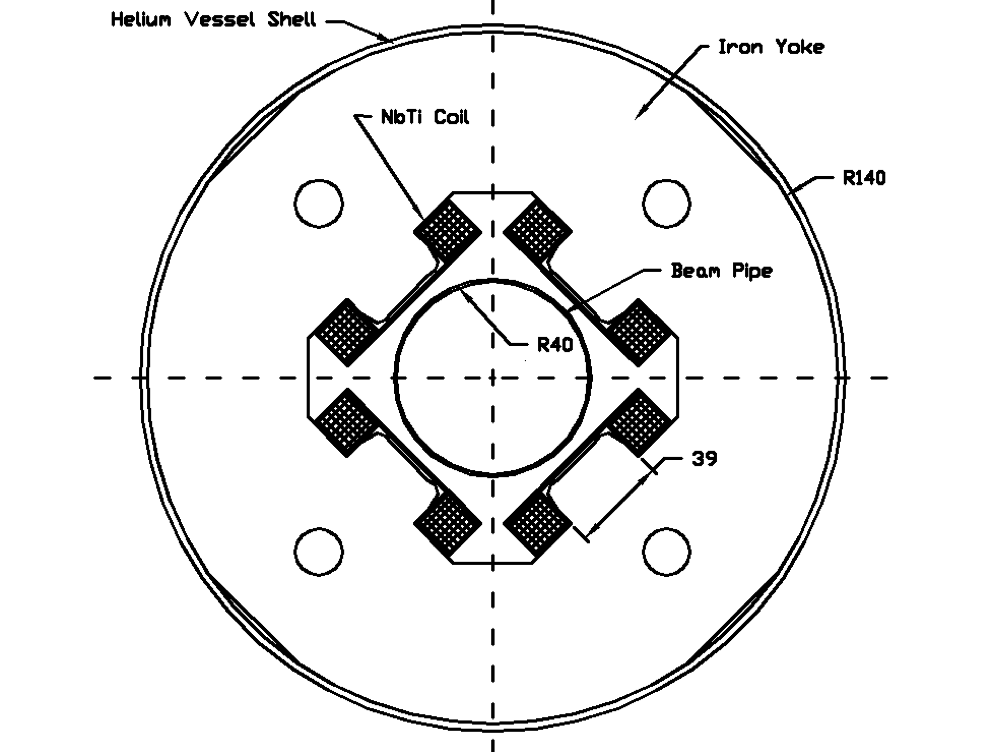 Helium Vessel Shell
Iron Yoke
NbTi Coil
R140
Beam Pipe
R40
39